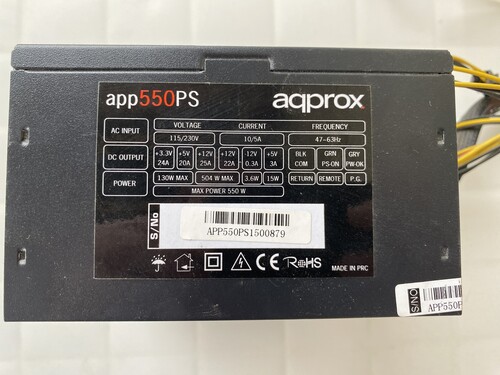 app550PS aqprox
AC INPUT VOLTAGE CURRENT FREQUENCY
115/230V 10/5A 47-63Hz
DC OUTPUT +3.3V +5V +12V +12V 12V +5V BLK GRN GRY
24A 20A 25A 22A 0.3A 3A COM PS-ON PW-ON
POWER 130W MAX 504 W MAX 3.6W 15W RETURN REMOTE P.G.
MAX POWER 550 W
S/No
APP550PS1500879
CE RoHS MADE IN PRC
S/NO
APP550P